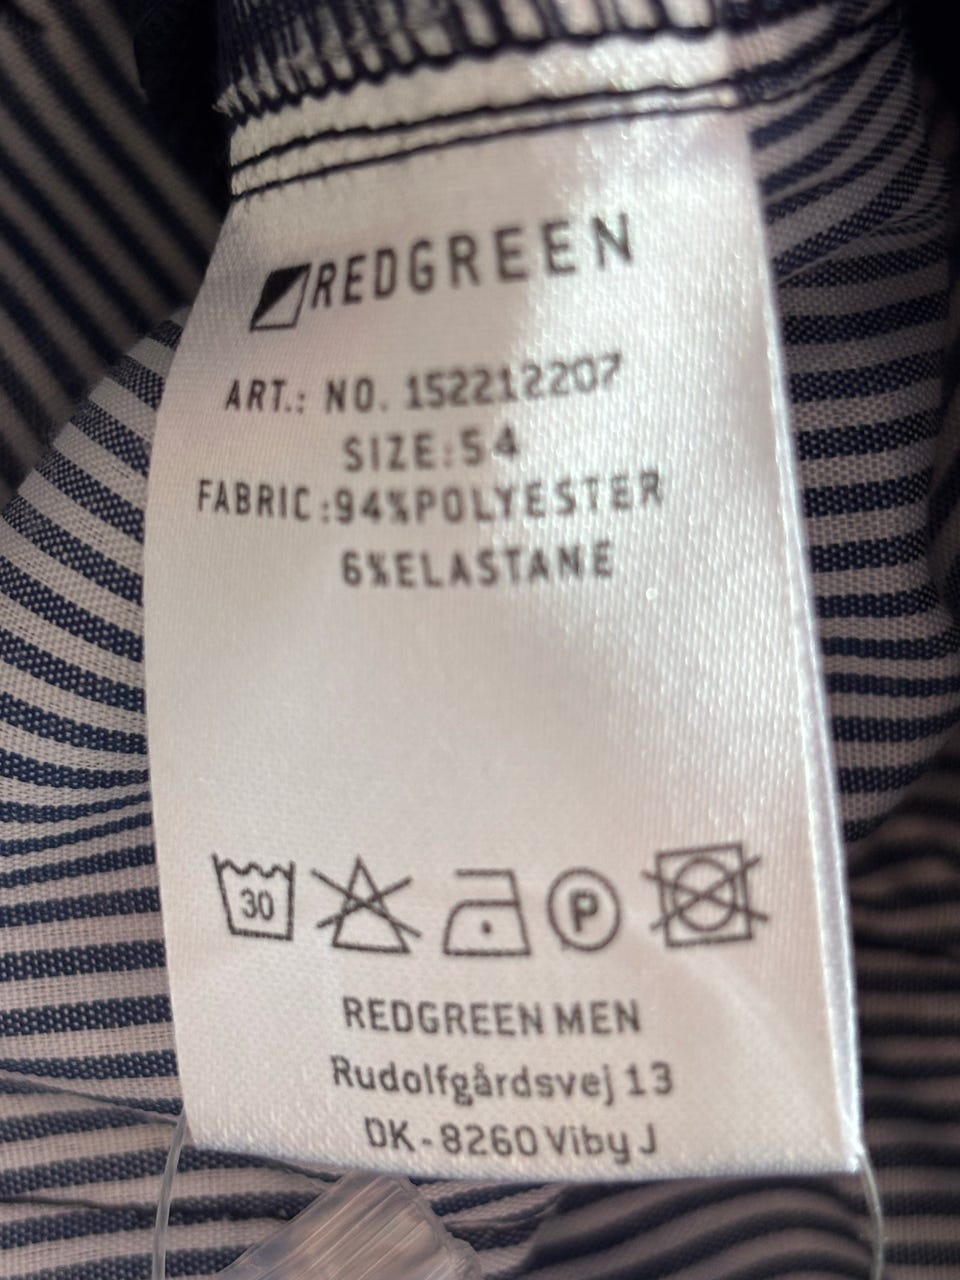 REDGREEN
ART.: NO. 152212207
SIZE:54
FABRIC:94%POLYESTER
6%ELASTANE
30
P
REDGREEN MEN
Rudolfgårdsvej 13
DK-8260 Viby J